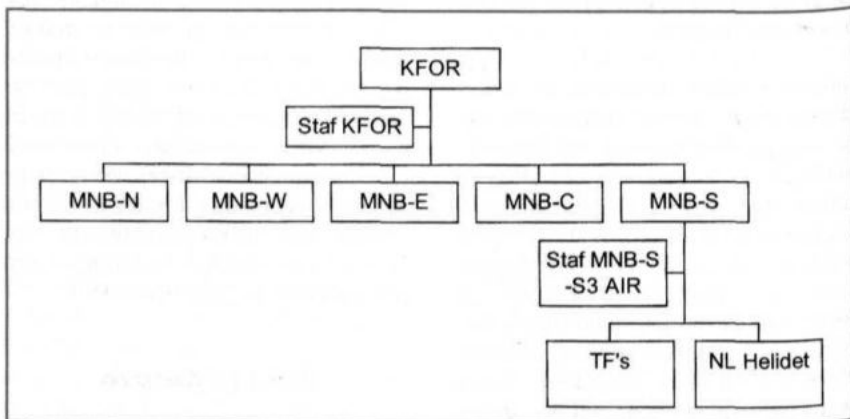 KFOR
Staf KFOR
MNB-N
MNB-W
MNB-E
MNB-C
MNB-S
Staf MNB-S
-S3 AIR
TF's
NL Helidet